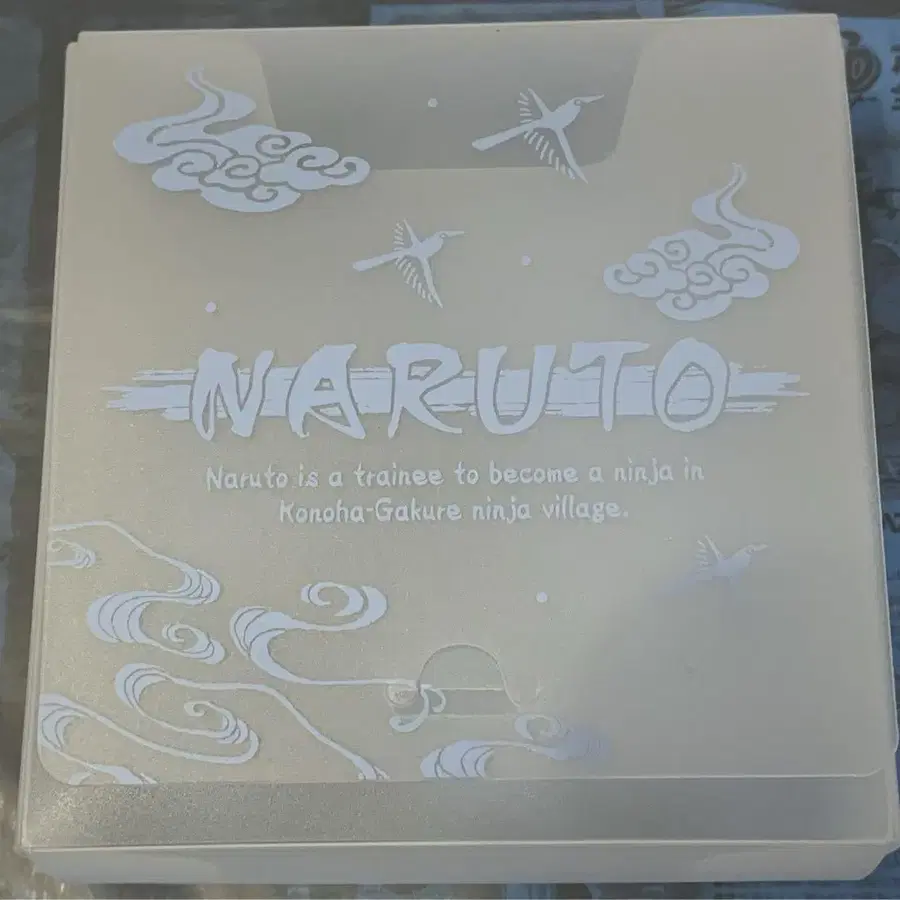 NARUTO
Naruto is a trainee to become a ninja in
Konoha-Gakure ninja village.